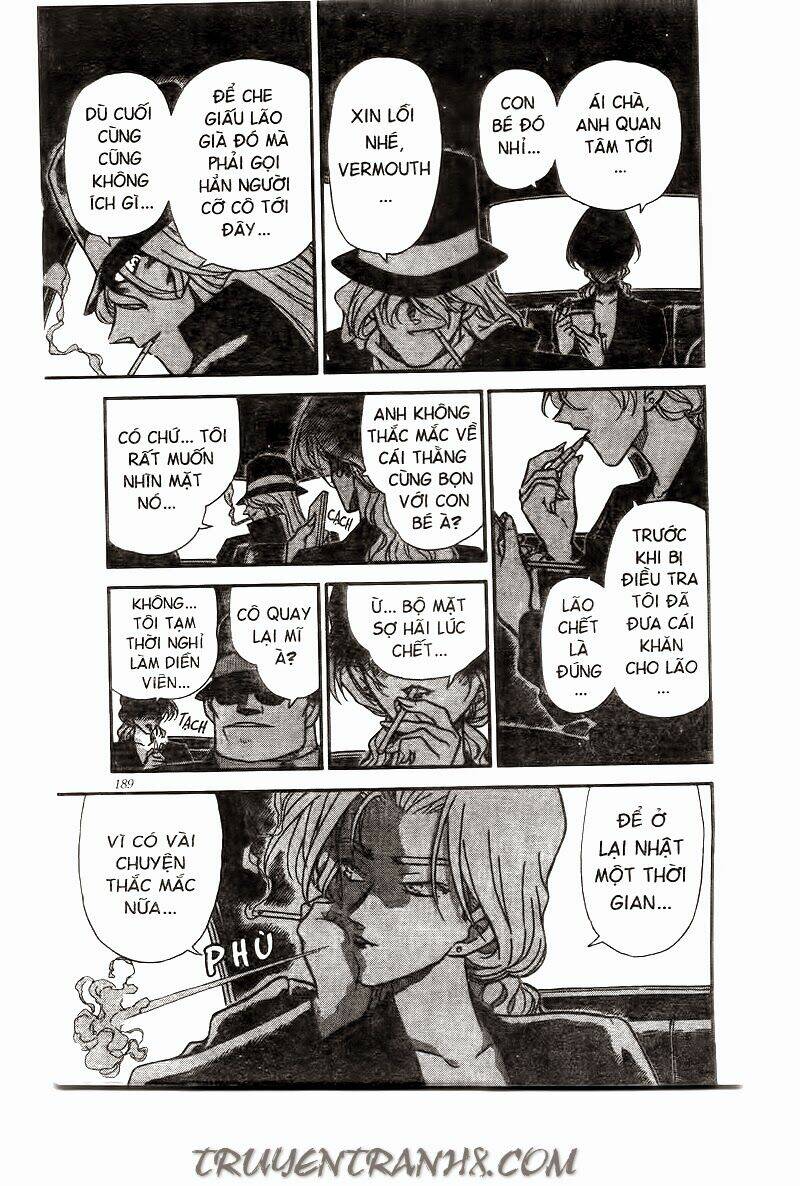 ÁI CHÀ,
ANH QUAN
TÂM TỚI
...
CON
BÉ ĐÓ
NHỈ...
XIN LỖI
NHÉ,
VERMOUTH
...
ĐỂ CHE
GIẤU LÃO
GIÀ ĐÓ MÀ
PHẢI GỌI
HẲN NGƯỜI
CỠ CÔ TỚI
ĐÂY...
DÙ CUỐI
CÙNG
CŨNG
KHÔNG
ÍCH GÌ...
TRƯỚC
KHI BỊ
ĐIỀU TRA
TÔI ĐÃ
ĐƯA CÁI
KHĂN
CHO LÃO
...
LÃO
CHẾT LÀ
ĐÚNG
...
ANH KHÔNG
THẮC MẮC VỀ
CÁI THẰNG
CÙNG BỌN
VỚI CON
BÉ À?
CẠCH
CÓ CHỨ... TÔI
RẤT MUỐN
NHÌN MẶT
NÓ...
Ừ... BỘ MẶT
SỢ HÃI LÚC
CHẾT...
CÔ QUAY
LẠI MĨ
À?
KHÔNG...
TÔI TẠM
THỜI NGHỈ
LÀM DIỄN
VIÊN...
TẠCH
189
ĐỂ Ở
LẠI NHẬT
MỘT THỜI
GIAN...
VÌ CÓ VÀI
CHUYỆN
THẮC MẮC
NỮA...
PHÙ
TRUYENTRANH8.COM